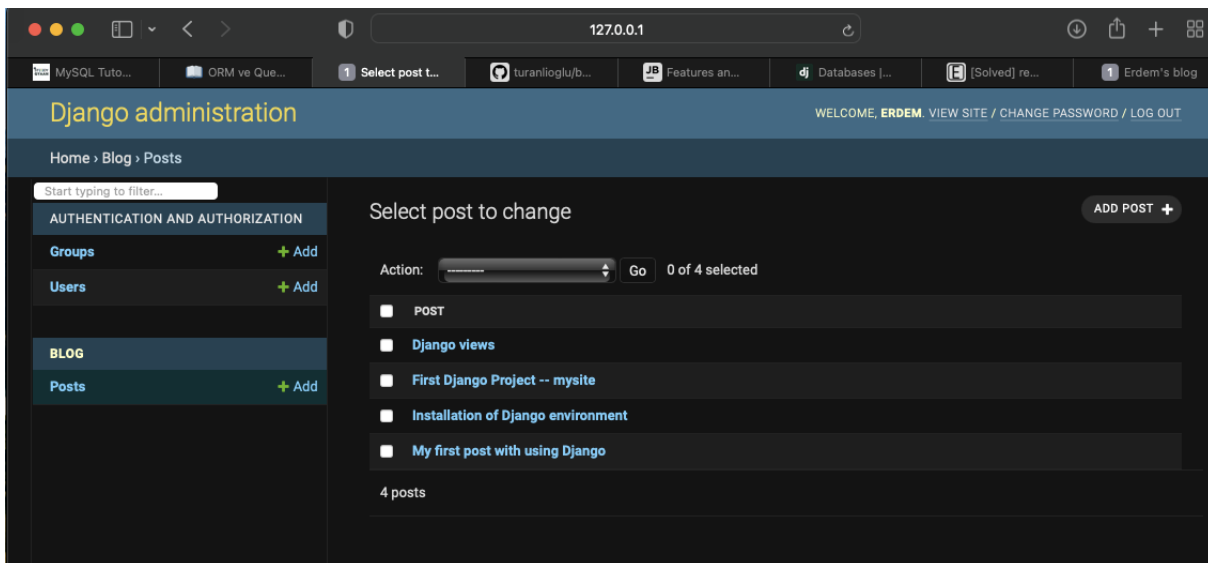 127.0.0.1
MySQL Tuto... ORM ve Que... 1 Select post t... turanlioglu/b... JB Features an... dj Databases |... E [Solved] re... 1 Erdem's blog
Django administration WELCOME, ERDEM. VIEW SITE / CHANGE PASSWORD / LOG OUT
Home › Blog › Posts
Start typing to filter...
AUTHENTICATION AND AUTHORIZATION
Groups + Add
Users + Add
BLOG
Posts + Add
Select post to change ADD POST +
Action: --------- Go 0 of 4 selected
POST
Django views
First Django Project -- mysite
Installation of Django environment
My first post with using Django
4 posts